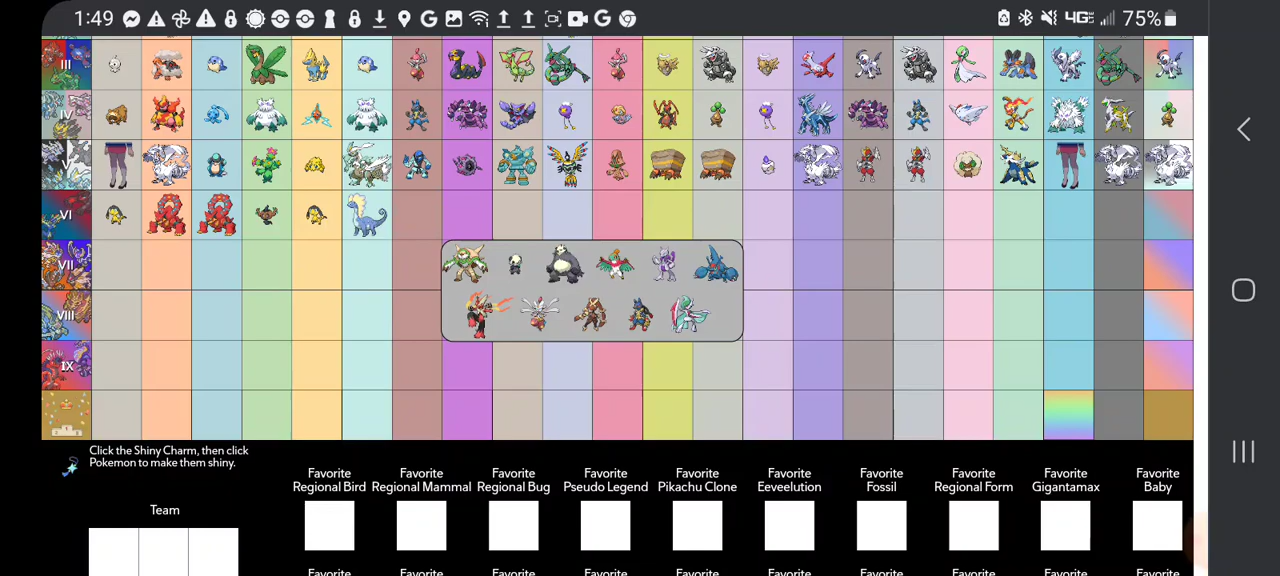 1:49
4G
75%
III
IV
V
VI
VII
VIII
IX
Click the Shiny Charm, then click
Pokemon to make them shiny.
Team
Favorite
Regional Bird
Favorite
Regional Mammal
Favorite
Regional Bug
Favorite
Pseudo Legend
Favorite
Pikachu Clone
Favorite
Eeveelution
Favorite
Fossil
Favorite
Regional Form
Favorite
Gigantamax
Favorite
Baby
Favorite Favorite Favorite Favorite Favorite Favorite Favorite Favorite Favorite Favorite